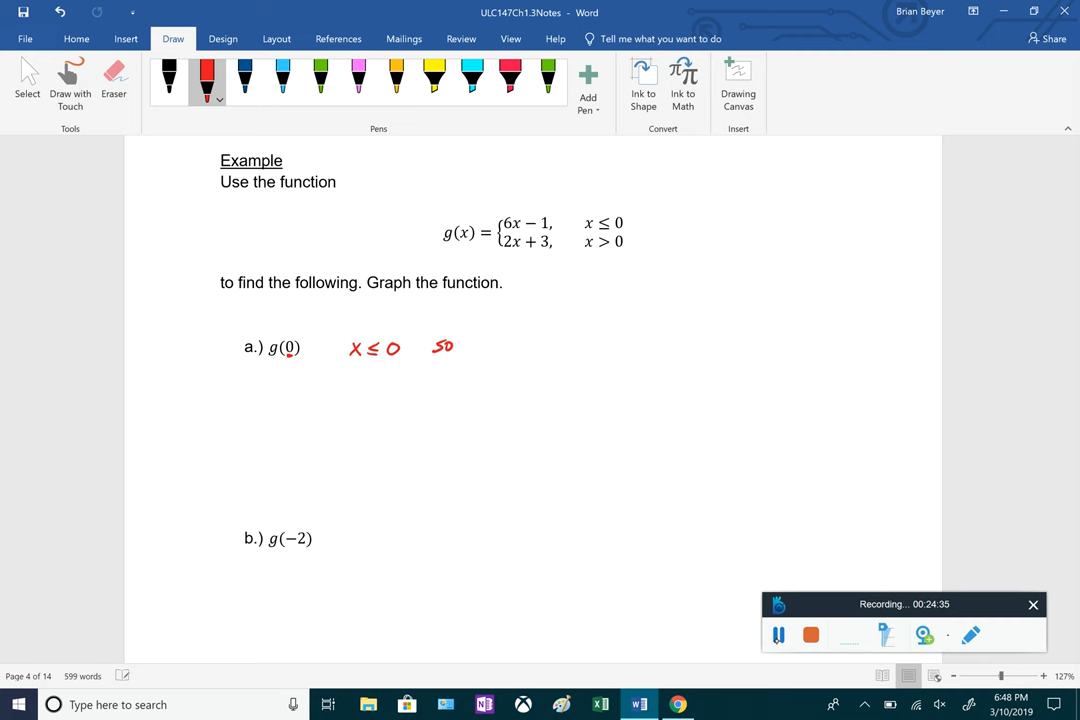 ULC147Ch1.3Notes - Word
Brian Beyer
File Home Insert Draw Design Layout References Mailings Review View Help Tell me what you want to do Share
Select Draw with Touch Eraser Add Pen Ink to Shape Ink to Math Drawing Canvas
Tools Pens Convert Insert
Example
Use the function
g(x) = {6x − 1, x ≤ 0
2x + 3, x > 0
to find the following. Graph the function.
a.) g(0) x ≤ 0 so
b.) g(−2)
Recording... 00:24:35
Page 4 of 14 599 words 127%
Type here to search
6:48 PM
3/10/2019